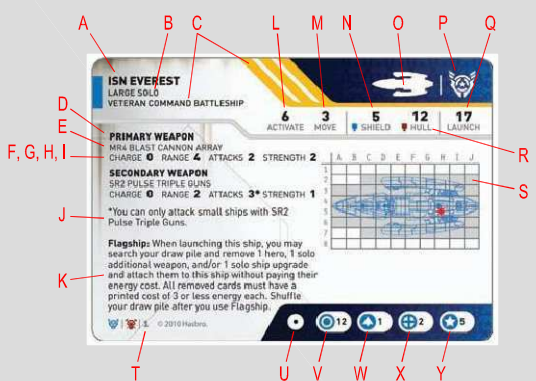 A B C L M N O P Q
ISN EVEREST
LARGE SOLO
VETERAN COMMAND BATTLESHIP
6 ACTIVATE 3 MOVE 5 SHIELD 12 HULL 17 LAUNCH
R
D
PRIMARY WEAPON
E
MR4 BLAST CANNON ARRAY
F, G, H, I
CHARGE 0 RANGE 4 ATTACKS 2 STRENGTH 2
SECONDARY WEAPON
SR2 PULSE TRIPLE GUNS
CHARGE 0 RANGE 2 ATTACKS 3* STRENGTH 1
J
*You can only attack small ships with SR2
Pulse Triple Guns.
A B C D E F G H I J
1
2
3
4
5
6
7
8
S
K
Flagship: When launching this ship, you may
search your draw pile and remove 1 hero, 1 solo
additional weapon, and/or 1 solo ship upgrade
and attach them to this ship without paying their
energy cost. All removed cards must have a
printed cost of 3 or less energy each. Shuffle
your draw pile after you use Flagship.
© 2010 Hasbro.
12 1 2 5
T U V W X Y